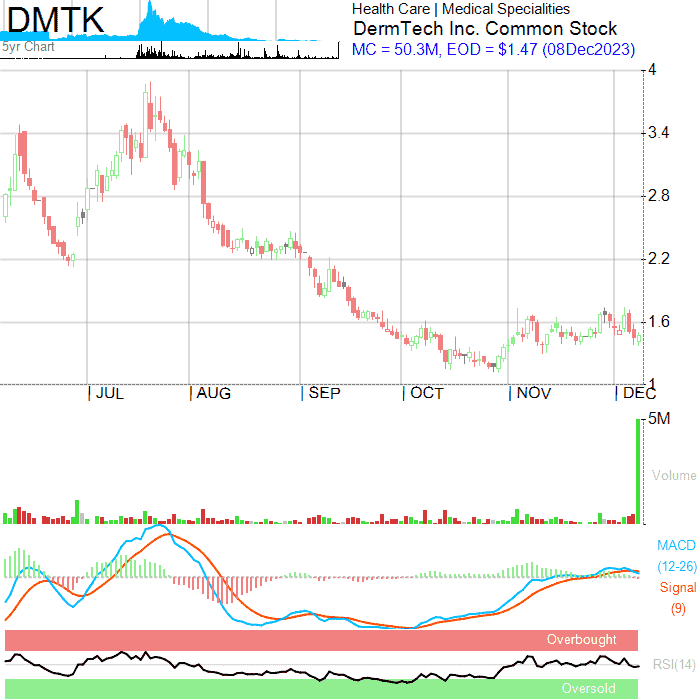 DMTK
5yr Chart
Health Care | Medical Specialities
DermTech Inc. Common Stock
MC = 50.3M, EOD = $1.47 (08Dec2023)
4
3.4
2.8
2.2
1.6
1
JUL AUG SEP OCT NOV DEC
5M
Volume
MACD
(12-26)
Signal
(9)
Overbought
RSI(14)
Oversold